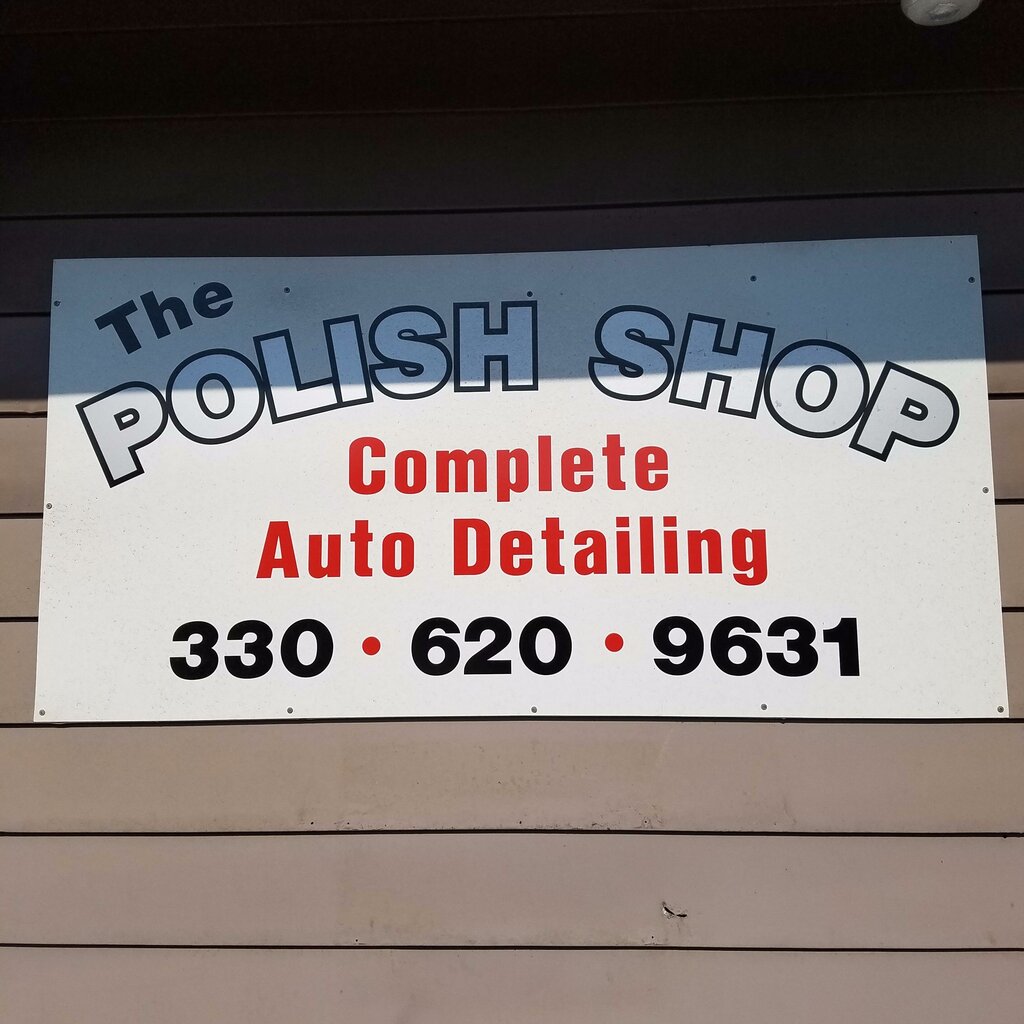 The
POLISH SHOP
Complete
Auto Detailing
330 • 620 • 9631